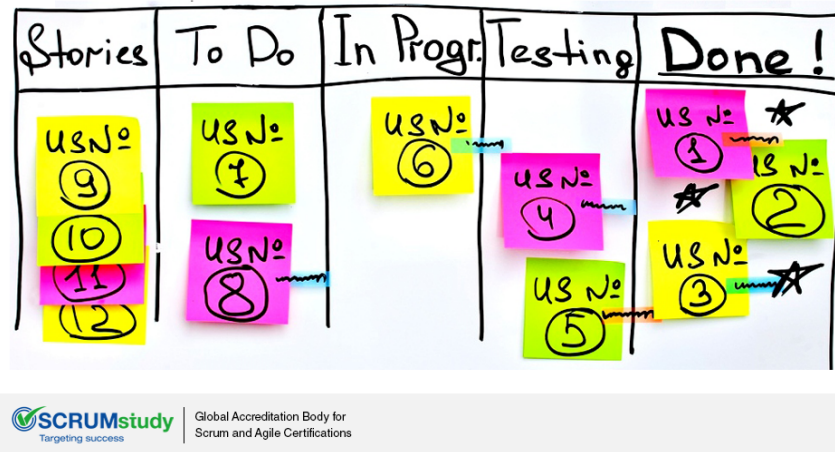 Stories
To Do
In Progr.
Testing
Done!
US Nº
9
10
11
12
US Nº
7
US Nº
8
US Nº
6
US Nº
4
US Nº
5
US Nº
1
US Nº
2
US Nº
3
SCRUMstudy
Targeting success
Global Accreditation Body for
Scrum and Agile Certifications